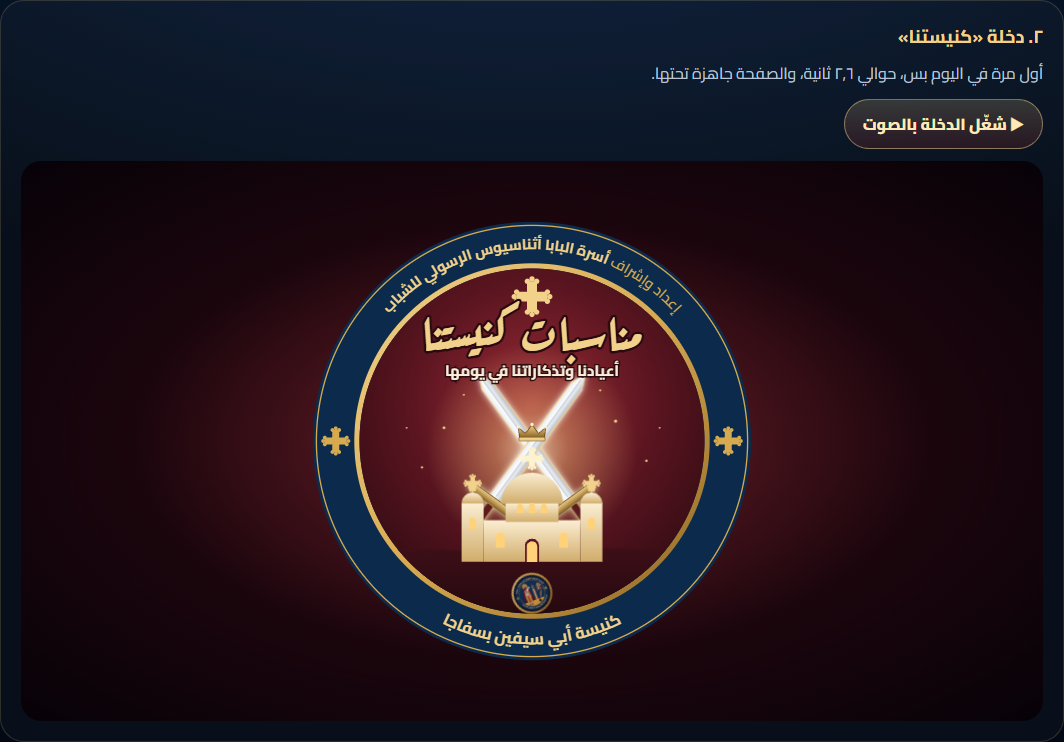 ٢. دخلة «كنيستنا»
أول مرة في اليوم بس، حوالي ٢٫٦ ثانية، والصفحة جاهزة تحتها.
▶ شغّل الدخلة بالصوت
إعداد وإشراف أسرة البابا أثناسيوس الرسولي للشباب
مناسبات كنيستنا
أعيادنا وتذكاراتنا في يومها
كنيسة أبي سيفين بسفاجا